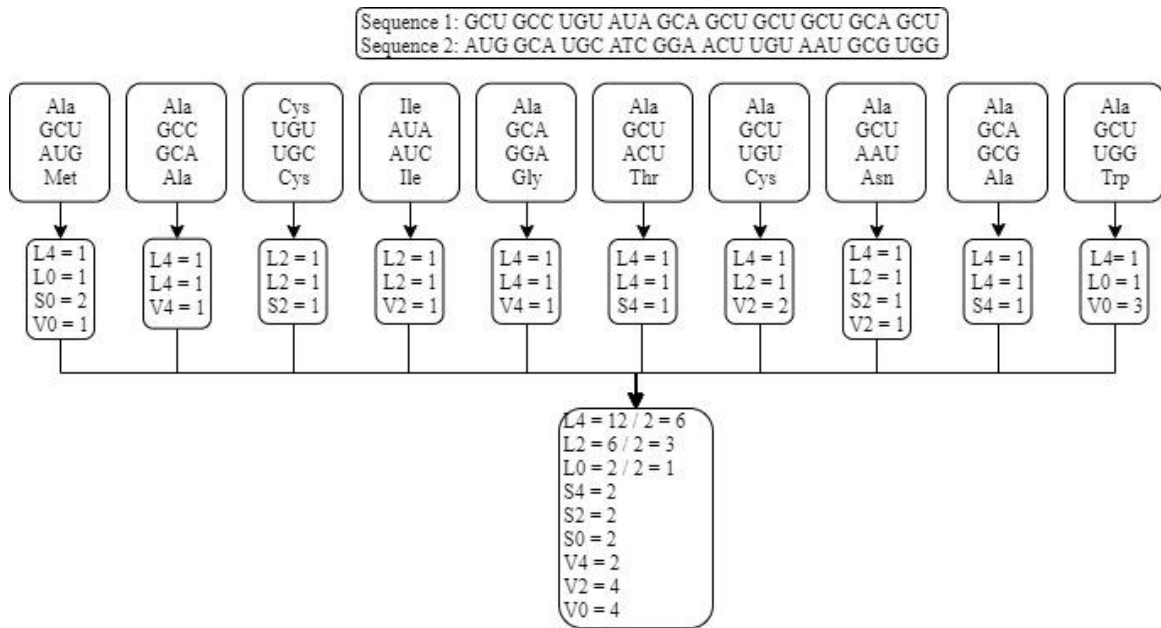 Sequence 1: GCU GCC UGU AUA GCA GCU GCU GCU GCA GCU
Sequence 2: AUG GCA UGC ATC GGA ACU UGU AAU GCG UGG
Ala
GCU
AUG
Met
Ala
GCC
GCA
Ala
Cys
UGU
UGC
Cys
Ile
AUA
AUC
Ile
Ala
GCA
GGA
Gly
Ala
GCU
ACU
Thr
Ala
GCU
UGU
Cys
Ala
GCU
AAU
Asn
Ala
GCA
GCG
Ala
Ala
GCU
UGG
Trp
L4 = 1
L0 = 1
S0 = 2
V0 = 1
L4 = 1
L4 = 1
V4 = 1
L2 = 1
L2 = 1
S2 = 1
L2 = 1
L2 = 1
V2 = 1
L4 = 1
L4 = 1
V4 = 1
L4 = 1
L4 = 1
S4 = 1
L4 = 1
L2 = 1
V2 = 2
L4 = 1
L2 = 1
S2 = 1
V2 = 1
L4 = 1
L4 = 1
S4 = 1
L4= 1
L0 = 1
V0 = 3
L4 = 12 / 2 = 6
L2 = 6 / 2 = 3
L0 = 2 / 2 = 1
S4 = 2
S2 = 2
S0 = 2
V4 = 2
V2 = 4
V0 = 4